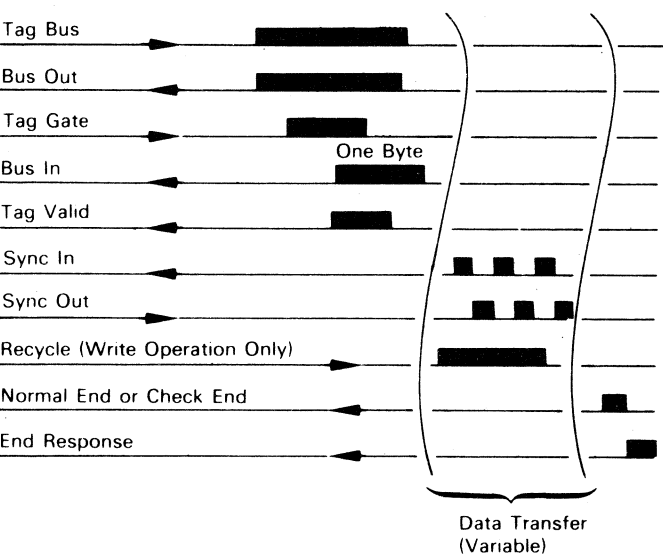 Tag Bus
Bus Out
Tag Gate
One Byte
Bus In
Tag Valid
Sync In
Sync Out
Recycle (Write Operation Only)
Normal End or Check End
End Response
Data Transfer
(Variable)